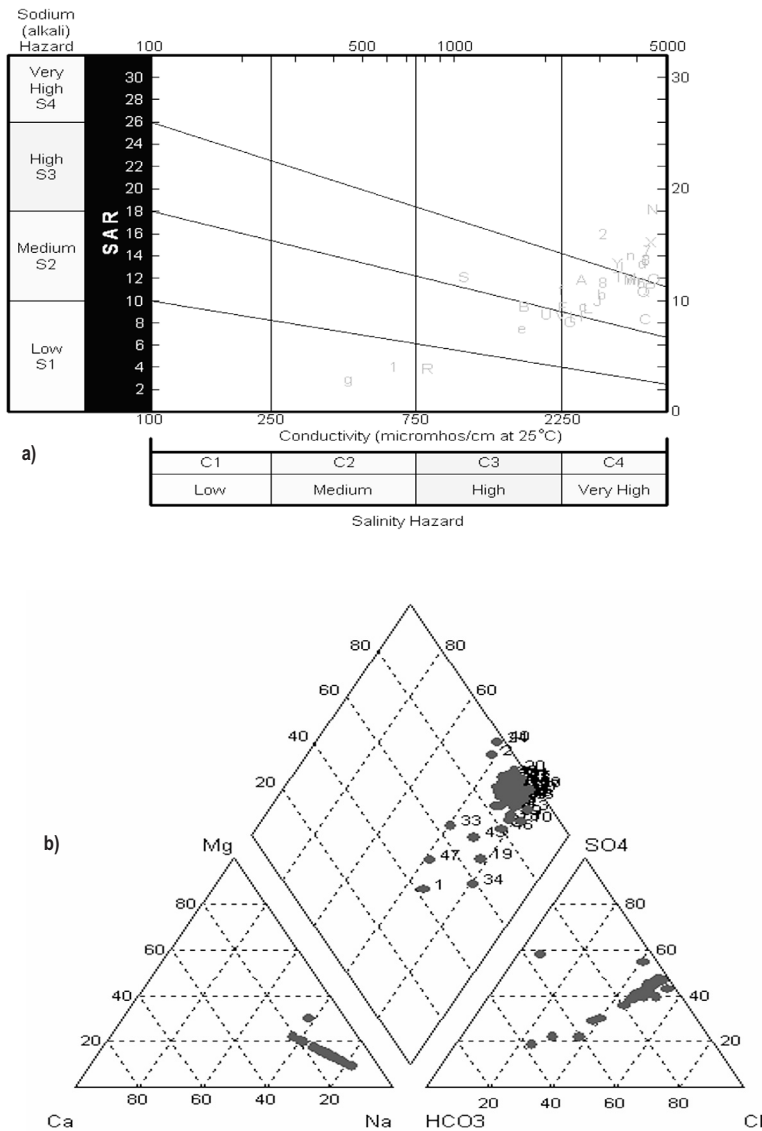 Sodium
(alkali)
Hazard
100 500 1000 5000
Very
High
S4
High
S3
Medium
S2
Low
S1
SAR
30
28
26
24
22
20
18
16
14
12
10
8
6
4
2
30
20
10
0
N
2
X
n
Y
S
A
B
U
e
C
J
L
G
1
R
g
100 250 750 2250
Conductivity (micromhos/cm at 25°C)
a)
C1 C2 C3 C4
Low Medium High Very High
Salinity Hazard
80 80
60 60
40 40
20
2
33
47 19
1 34
b)
Mg SO4
80 80
60 60
40 40
20 20
80 60 40 20 20 40 60 80
Ca Na HCO3 Cl